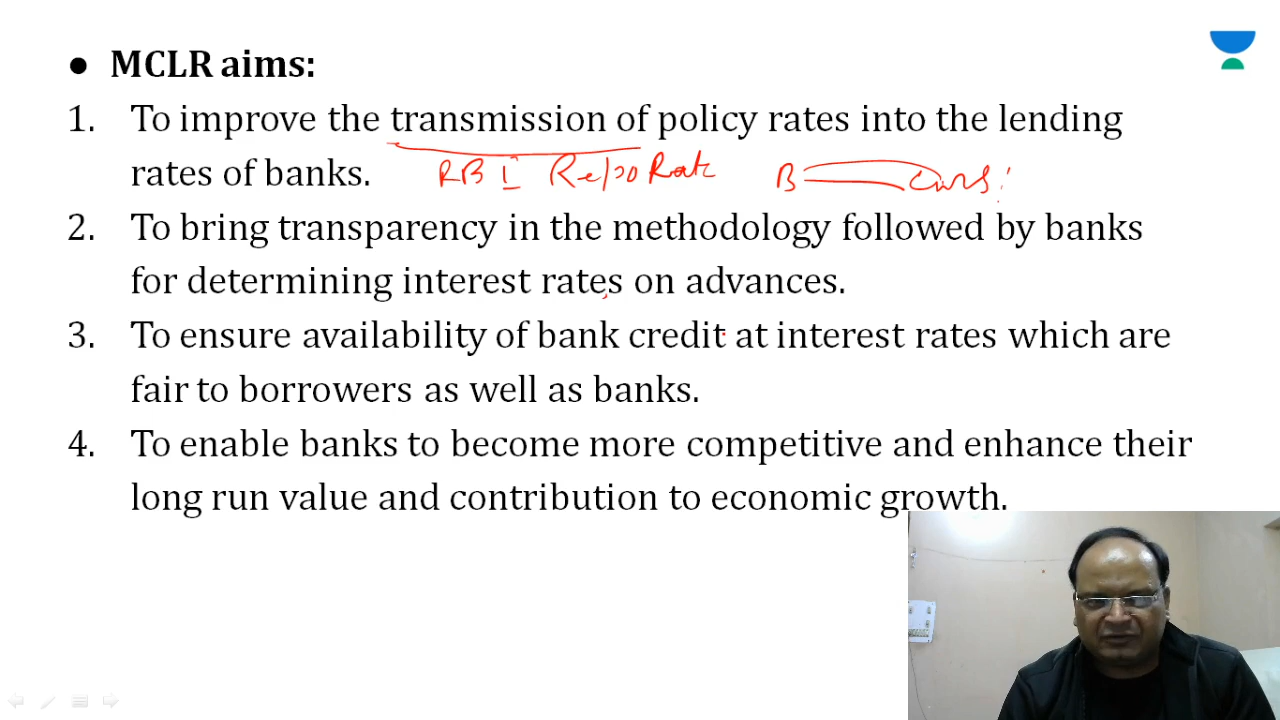 ● MCLR aims:
1. To improve the transmission of policy rates into the lending
rates of banks. RBI Repo Rate B
2. To bring transparency in the methodology followed by banks
for determining interest rates on advances.
3. To ensure availability of bank credit at interest rates which are
fair to borrowers as well as banks.
4. To enable banks to become more competitive and enhance their
long run value and contribution to economic growth.